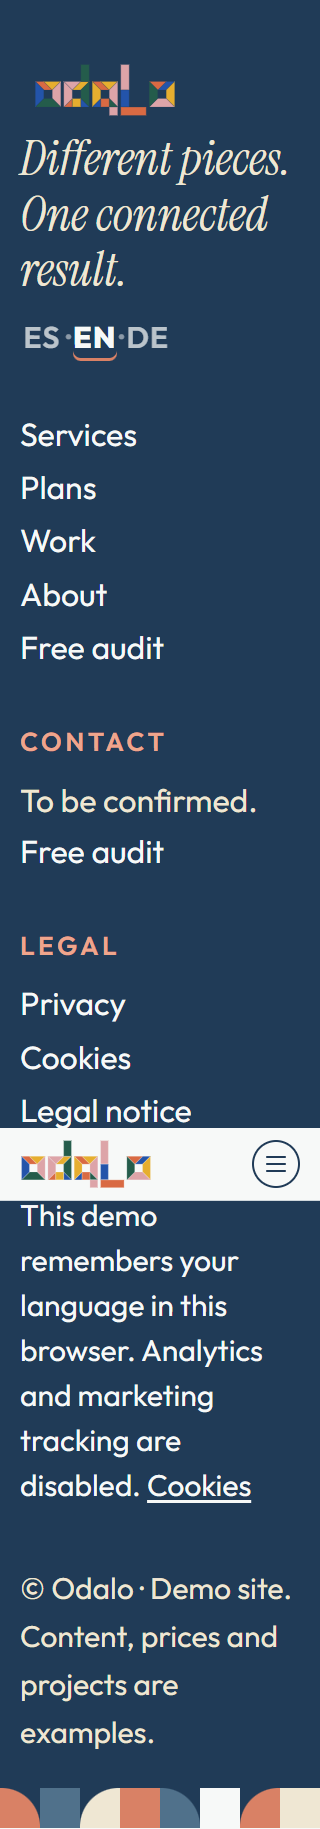 odalo
Different pieces.
One connected
result.
ES · EN · DE
Services
Plans
Work
About
Free audit
CONTACT
To be confirmed.
Free audit
LEGAL
Privacy
Cookies
Legal notice
odalo
This demo
remembers your
language in this
browser. Analytics
and marketing
tracking are
disabled. Cookies
© Odalo · Demo site.
Content, prices and
projects are
examples.